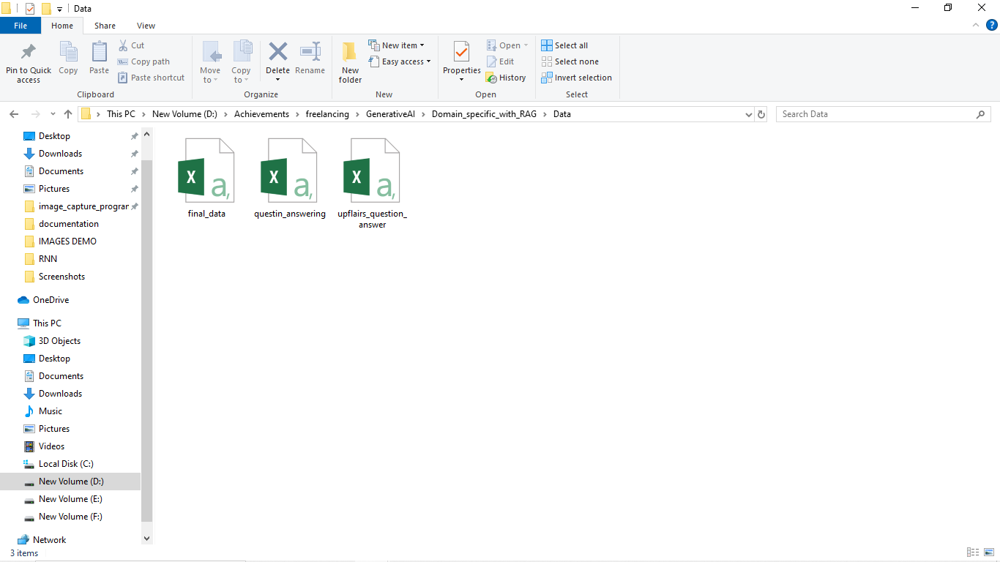 Data
File Home Share View
Pin to Quick access
Copy
Paste
Cut
Copy path
Paste shortcut
Clipboard
Move to
Copy to
Delete
Rename
Organize
New folder
New item
Easy access
New
Properties
Open
Edit
History
Open
Select all
Select none
Invert selection
Select
This PC > New Volume (D:) > Achievements > freelancing > GenerativeAI > Domain_specific_with_RAG > Data
Search Data
Desktop
Downloads
Documents
Pictures
image_capture_progran
documentation
IMAGES DEMO
RNN
Screenshots
OneDrive
This PC
3D Objects
Desktop
Documents
Downloads
Music
Pictures
Videos
Local Disk (C:)
New Volume (D:)
New Volume (E:)
New Volume (F:)
Network
X a,
final_data
X a,
questin_answering
X a,
upflairs_question_
answer
3 items